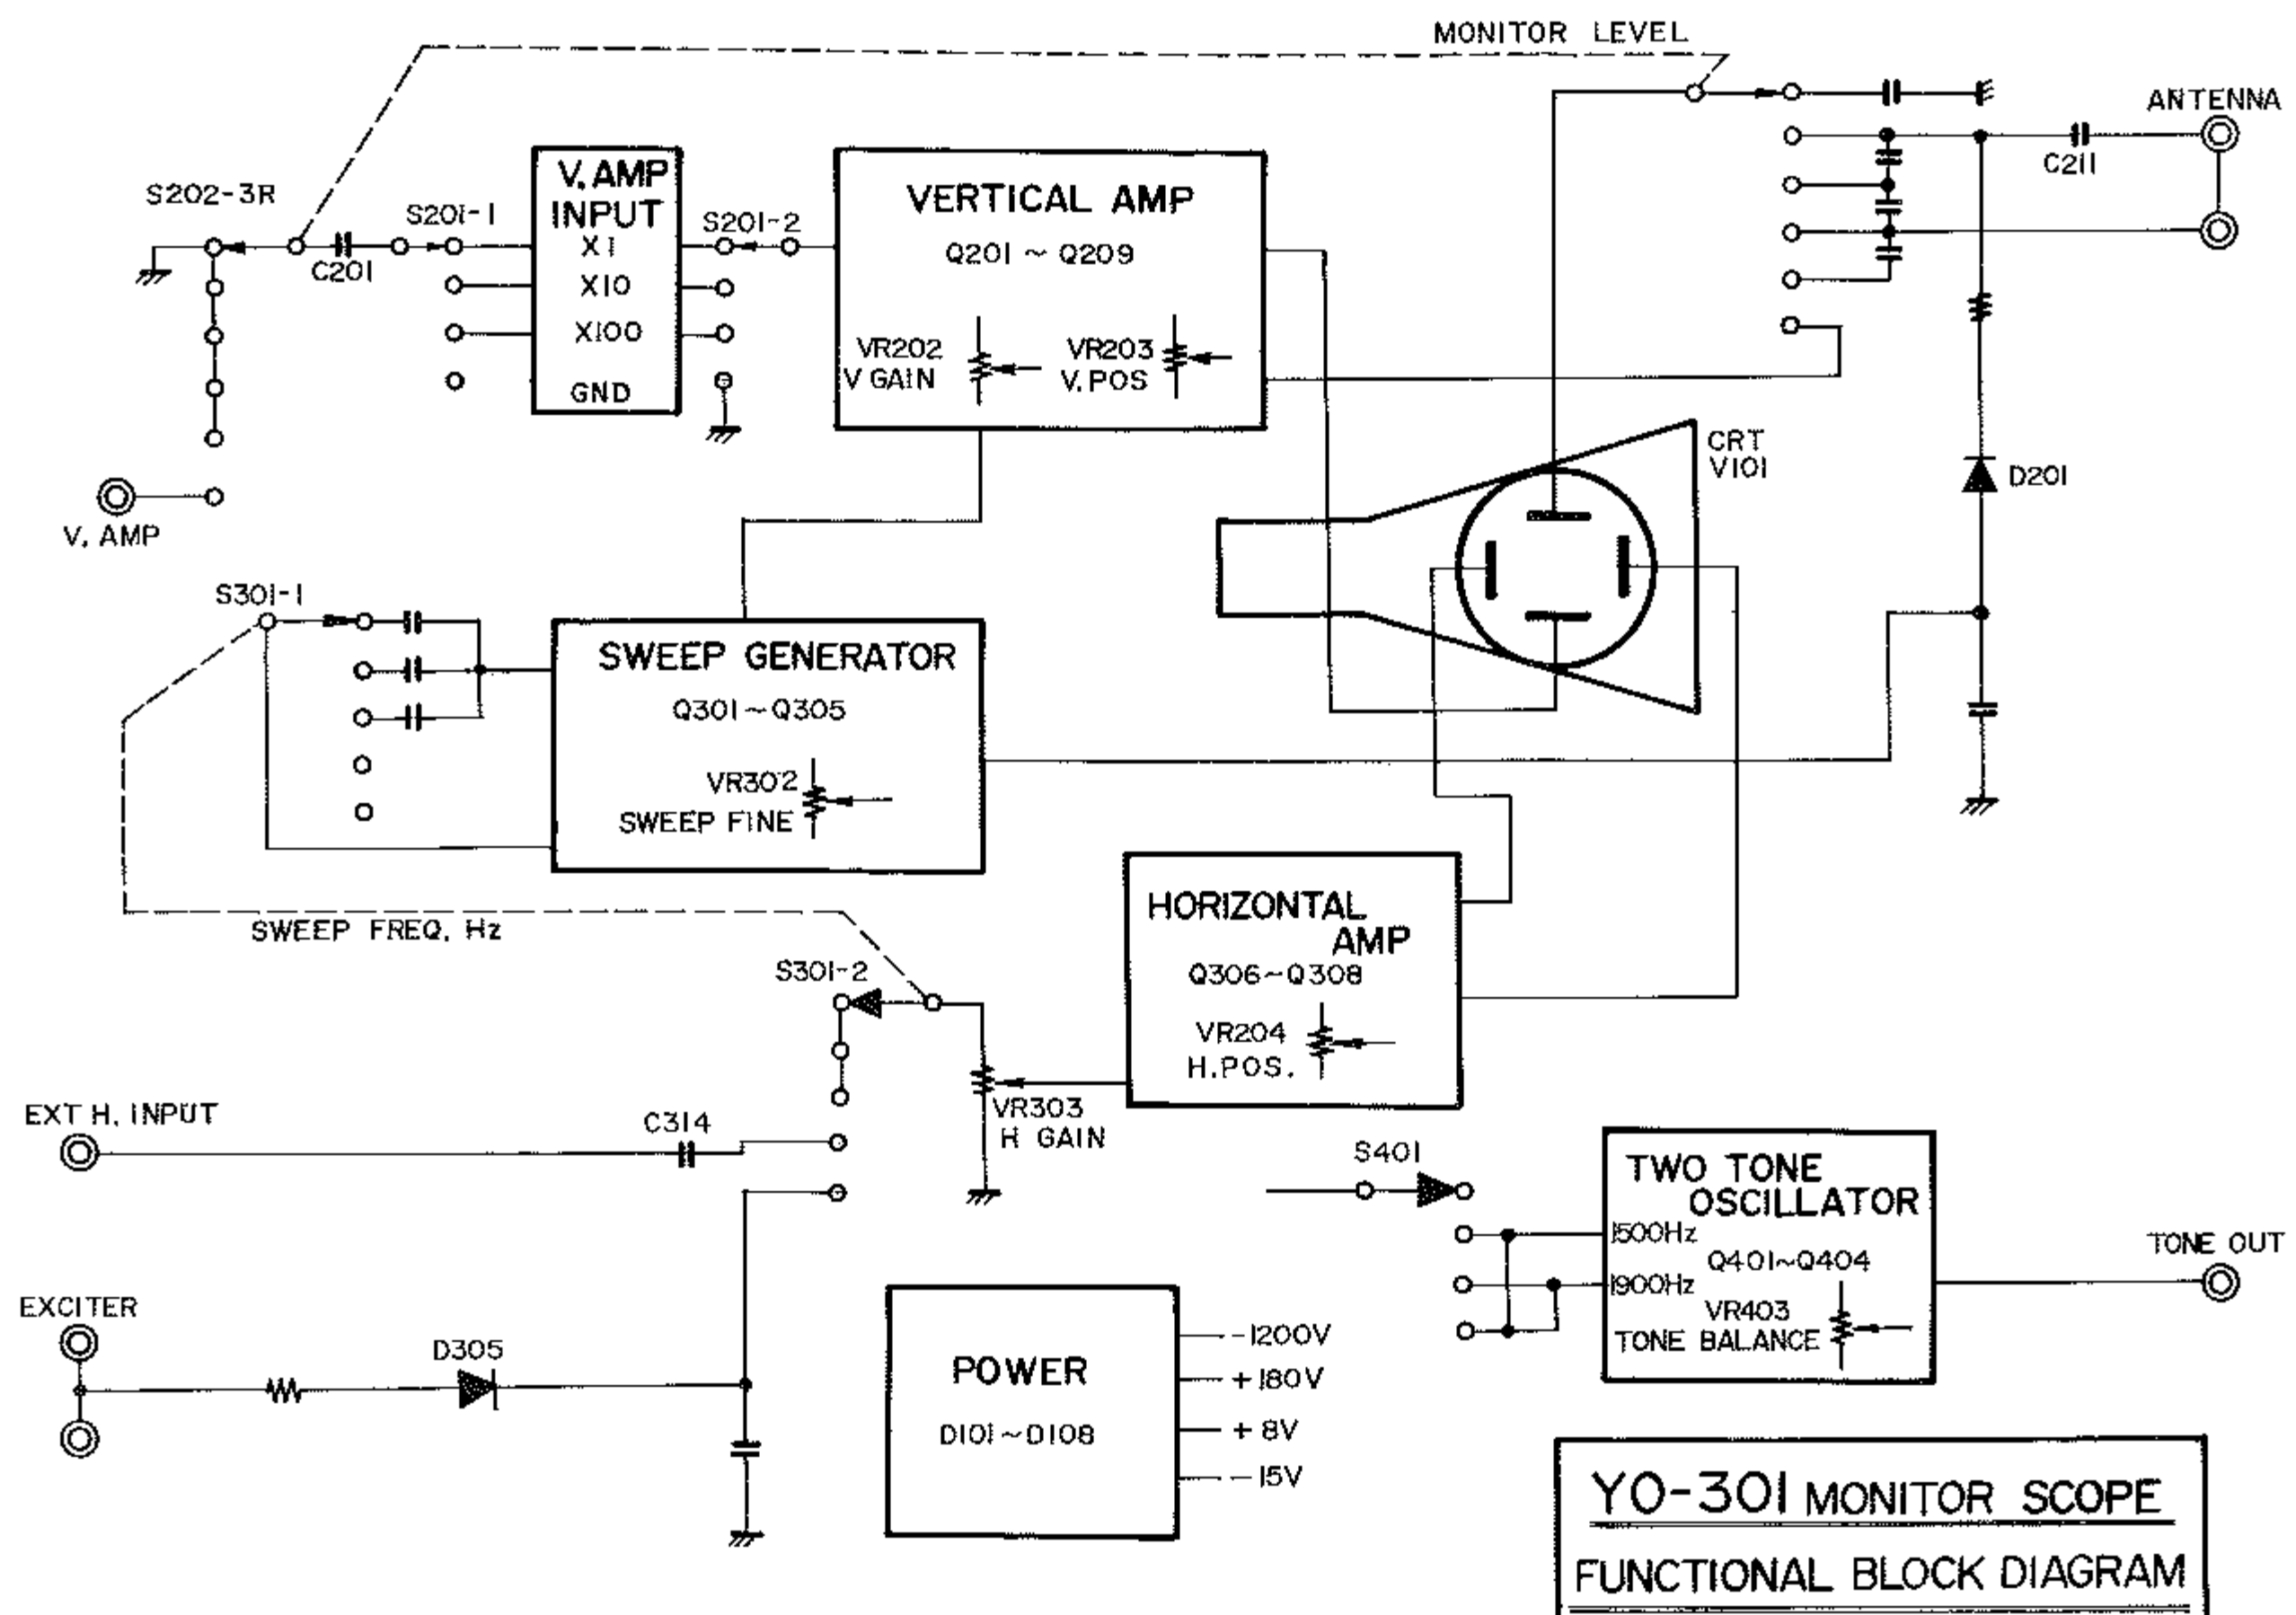 MONITOR LEVEL
ANTENNA
C211
S202-3R
C201
S201-1
V. AMP
INPUT
X1
X10
X100
GND
S201-2
VERTICAL AMP
Q201 ~ Q209
VR202
V GAIN
VR203
V. POS
CRT
V101
D201
V. AMP
S301-1
SWEEP GENERATOR
Q301~Q305
VR302
SWEEP FINE
SWEEP FREQ. Hz
S301-2
HORIZONTAL
AMP
Q306~Q308
VR204
H.POS.
VR303
H GAIN
EXT H. INPUT
C314
S401
TWO TONE
OSCILLATOR
1500Hz
Q401~Q404
1900Hz
VR403
TONE BALANCE
TONE OUT
EXCITER
D305
POWER
D101~D108
-1200V
+180V
+ 8V
-15V
YO-301 MONITOR SCOPE
FUNCTIONAL BLOCK DIAGRAM